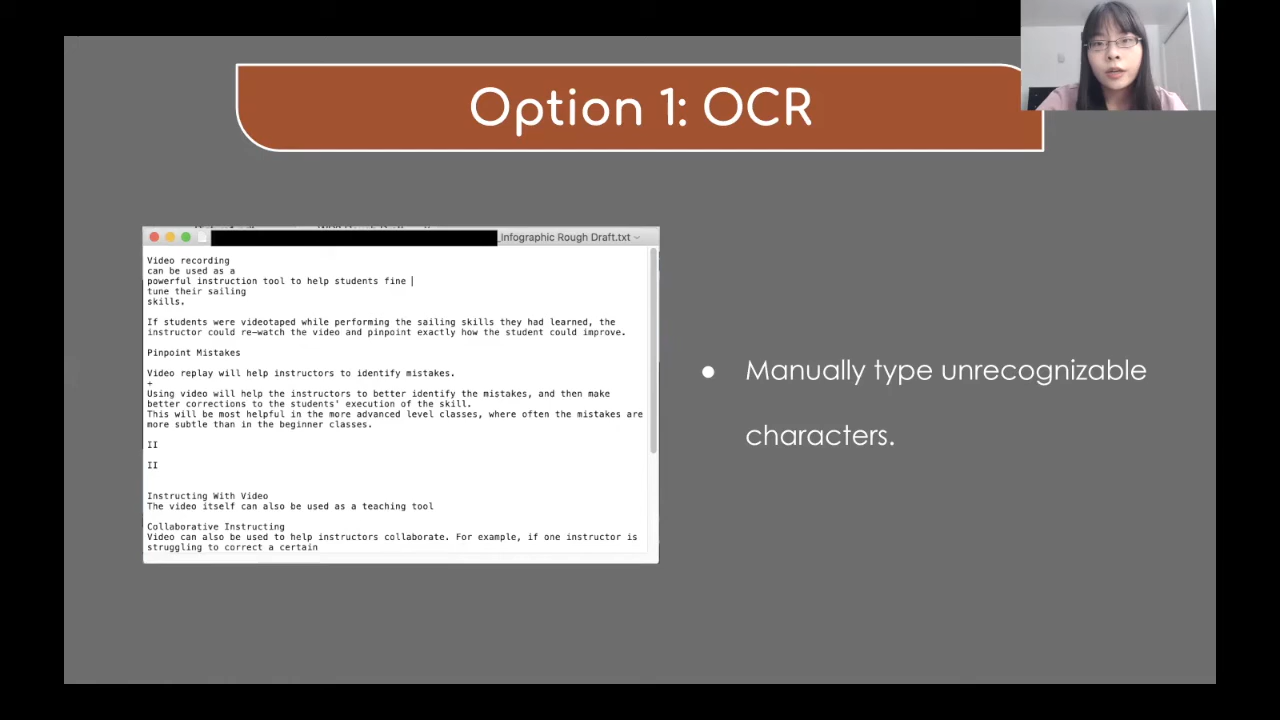 Option 1: OCR
_Infographic Rough Draft.txt
Video recording
can be used as a
powerful instruction tool to help students fine
tune their sailing
skills.
If students were videotaped while performing the sailing skills they had learned, the
instructor could re-watch the video and pinpoint exactly how the student could improve.
Pinpoint Mistakes
Video replay will help instructors to identify mistakes.
+
Using video will help the instructors to better identify the mistakes, and then make
better corrections to the students' execution of the skill.
This will be most helpful in the more advanced level classes, where often the mistakes are
more subtle than in the beginner classes.
II
II
Instructing With Video
The video itself can also be used as a teaching tool
Collaborative Instructing
Video can also be used to help instructors collaborate. For example, if one instructor is
struggling to correct a certain
● Manually type unrecognizable
characters.